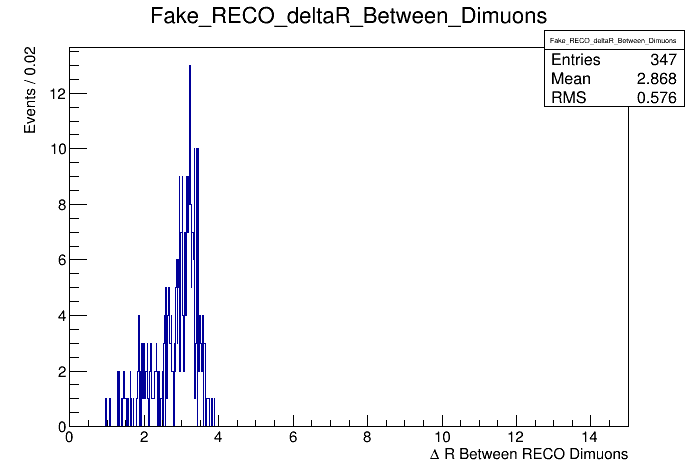 Fake_RECO_deltaR_Between_Dimuons
Fake_RECO_deltaR_Between_Dimuons
Entries 347
Mean 2.868
RMS 0.576
Events / 0.02
12
10
8
6
4
2
0
0 2 4 6 8 10 12 14
Δ R Between RECO Dimuons